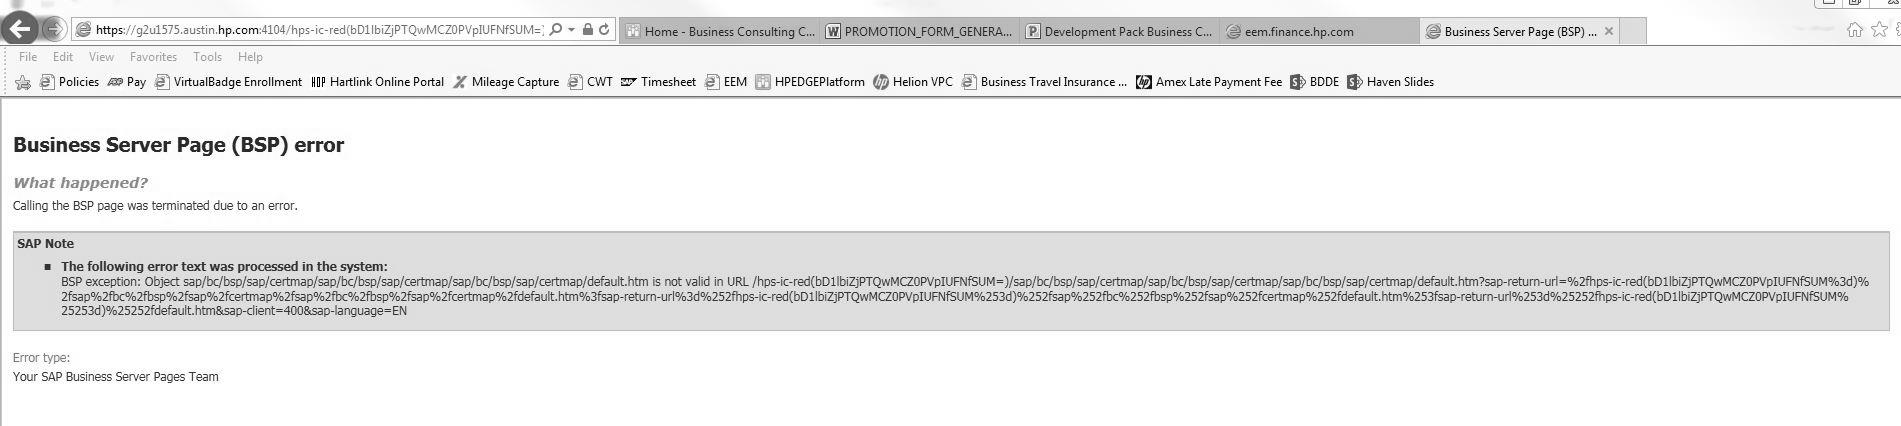 https://g2u1575.austin.hp.com:4104/hps-ic-red(bD1lbiZjPTQwMCZ0PVpIUFNfSUM=)
Home - Business Consulting C...
PROMOTION_FORM_GENERA...
Development Pack Business C...
eem.finance.hp.com
Business Server Page (BSP) ...
File Edit View Favorites Tools Help
Policies Pay VirtualBadge Enrollment Hartlink Online Portal Mileage Capture CWT Timesheet EEM HPEDGEPlatform Helion VPC Business Travel Insurance ... Amex Late Payment Fee BDDE Haven Slides
Business Server Page (BSP) error
What happened?
Calling the BSP page was terminated due to an error.
SAP Note
The following error text was processed in the system:
BSP exception: Object sap/bc/bsp/sap/certmap/sap/bc/bsp/sap/certmap/sap/bc/bsp/sap/certmap/default.htm is not valid in URL /hps-ic-red(bD1lbiZjPTQwMCZ0PVpIUFNfSUM=)/sap/bc/bsp/sap/certmap/sap/bc/bsp/sap/certmap/sap/bc/bsp/sap/certmap/default.htm?sap-return-url=%2fhps-ic-red(bD1lbiZjPTQwMCZ0PVpIUFNfSUM%3d)%
2fsap%2fbc%2fbsp%2fsap%2fcertmap%2fsap%2fbc%2fbsp%2fsap%2fcertmap%2fdefault.htm%3fsap-return-url%3d%252fhps-ic-red(bD1lbiZjPTQwMCZ0PVpIUFNfSUM%253d)%252fsap%252fbc%252fbsp%252fsap%252fcertmap%252fdefault.htm%253fsap-return-url%253d%25252fhps-ic-red(bD1lbiZjPTQwMCZ0PVpIUFNfSUM%
25253d)%25252fdefault.htm&sap-client=400&sap-language=EN
Error type:
Your SAP Business Server Pages Team